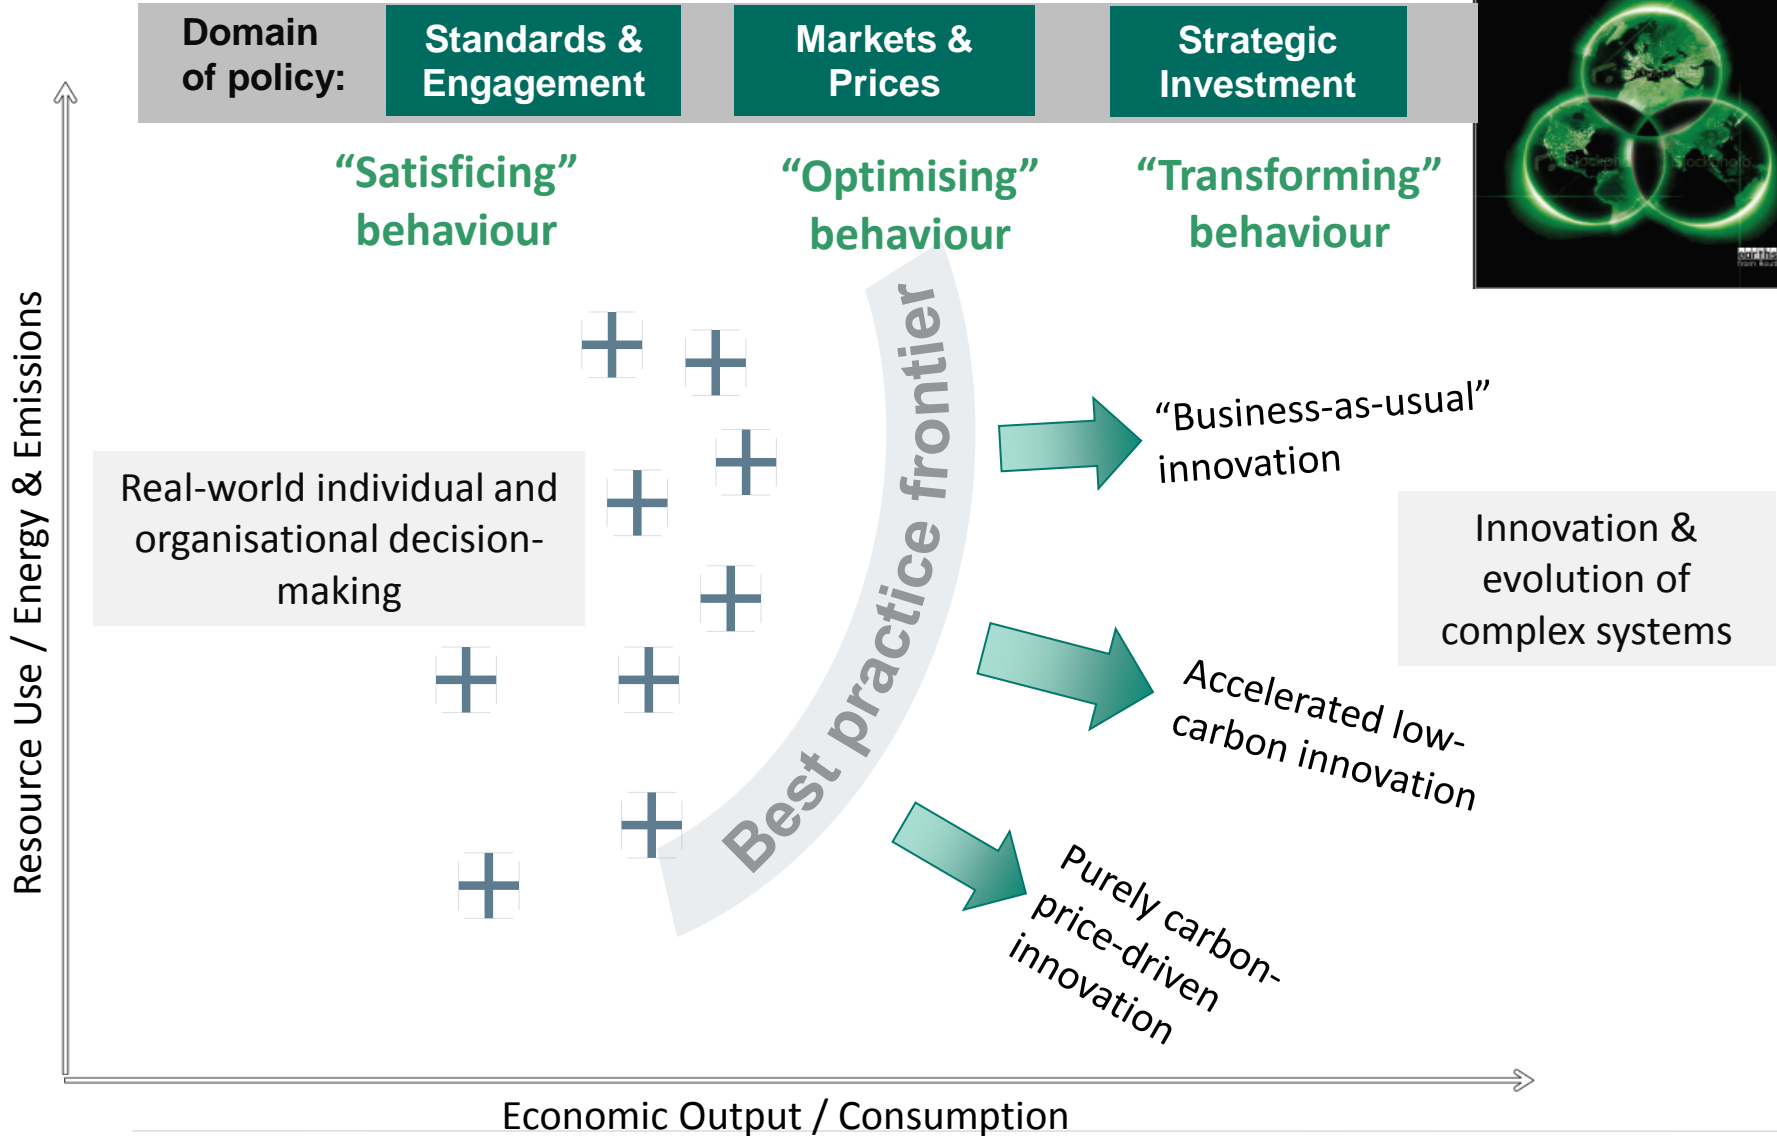 Domain
of policy:
Standards &
Engagement
Markets &
Prices
Strategic
Investment
“Satisficing”
behaviour
“Optimising”
behaviour
“Transforming”
behaviour
Resource Use / Energy & Emissions
Real-world individual and
organisational decision-
making
Best practice frontier
“Business-as-usual”
innovation
Innovation &
evolution of
complex systems
Accelerated low-
carbon innovation
Purely carbon-
price-driven
innovation
Economic Output / Consumption